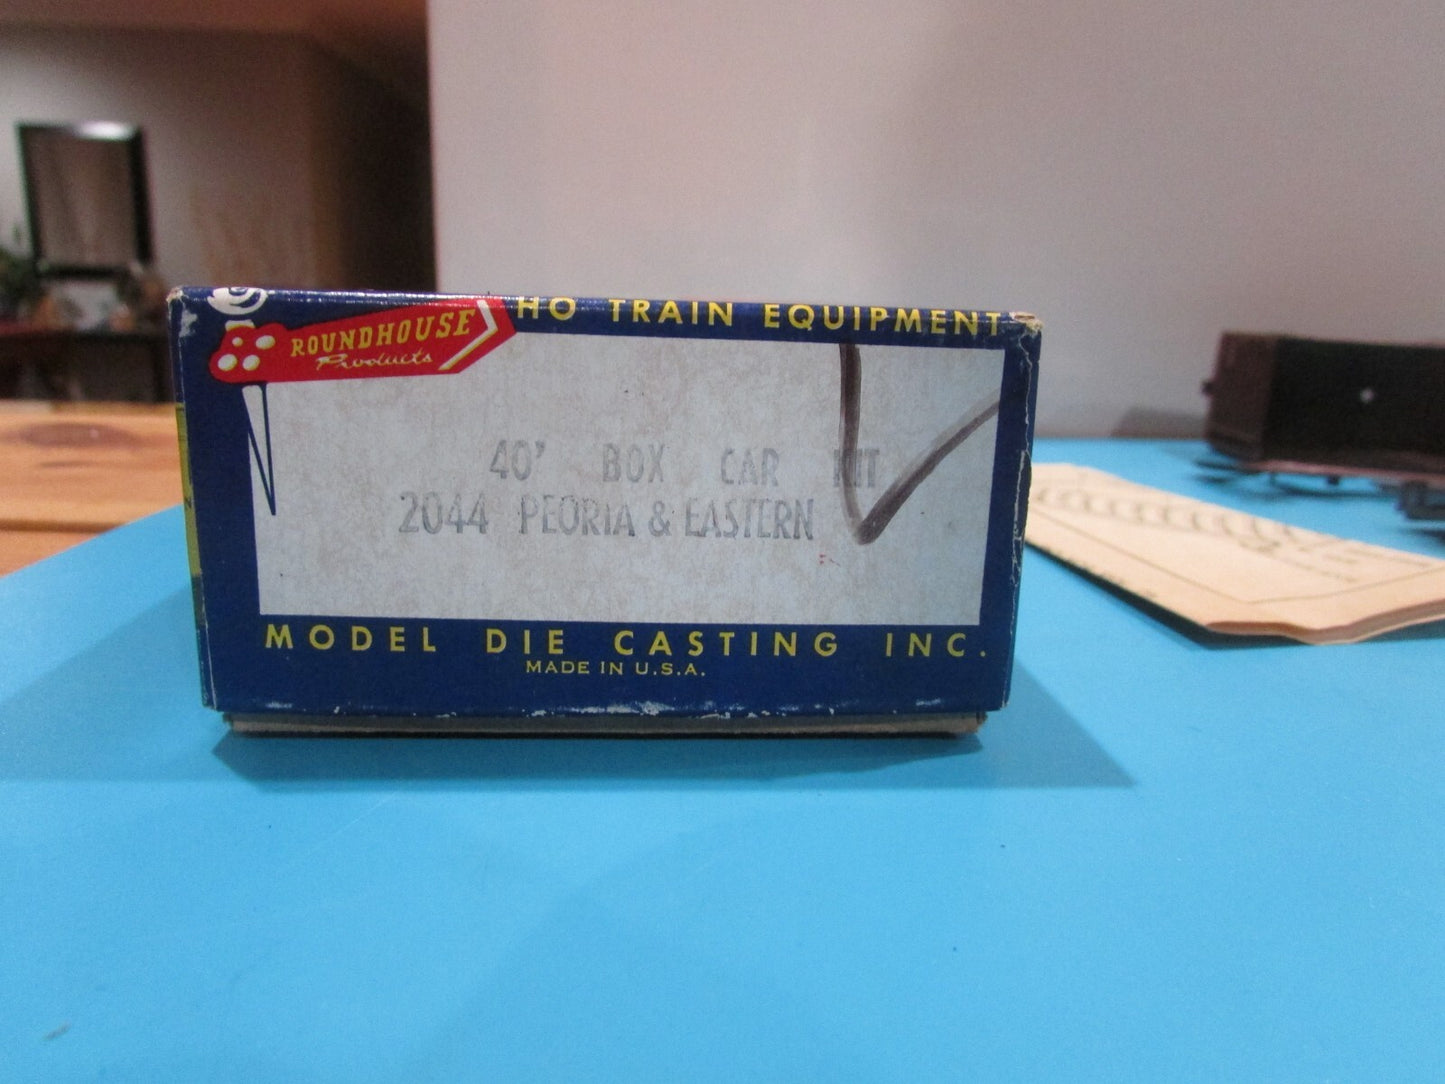 HO TRAIN EQUIPMENT
ROUNDHOUSE
Products
40' BOX CAR KIT
2044 PEORIA & EASTERN
MODEL DIE CASTING INC.
MADE IN U.S.A.